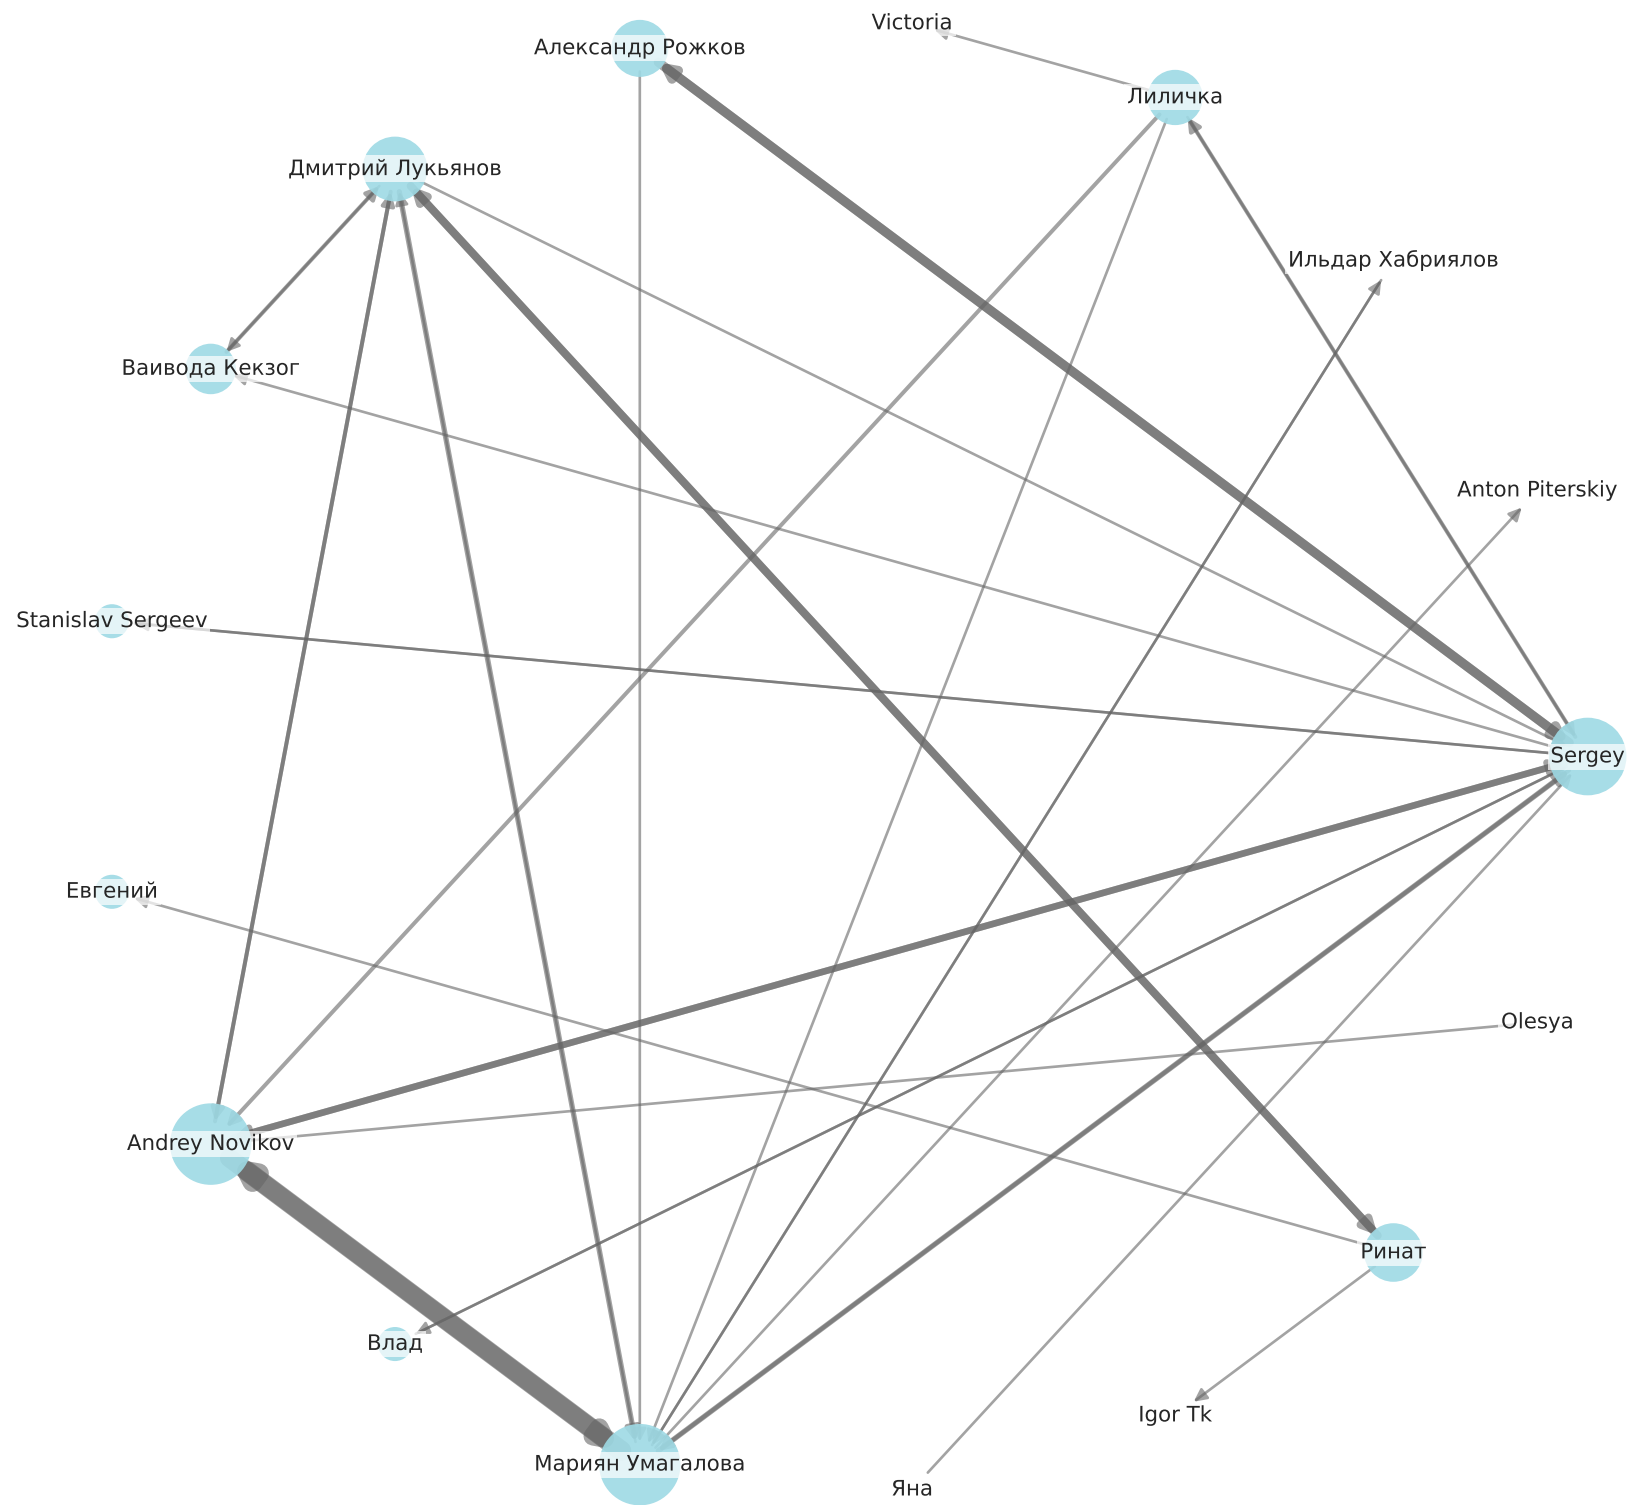 Victoria
Александр Рожков
Лиличка
Дмитрий Лукьянов
Ильдар Хабриялов
Ваивода Кекзог
Anton Piterskiy
Stanislav Sergeev
Sergey
Евгений
Olesya
Andrey Novikov
Ринат
Влад
Igor Tk
Мариян Умагалова
Яна